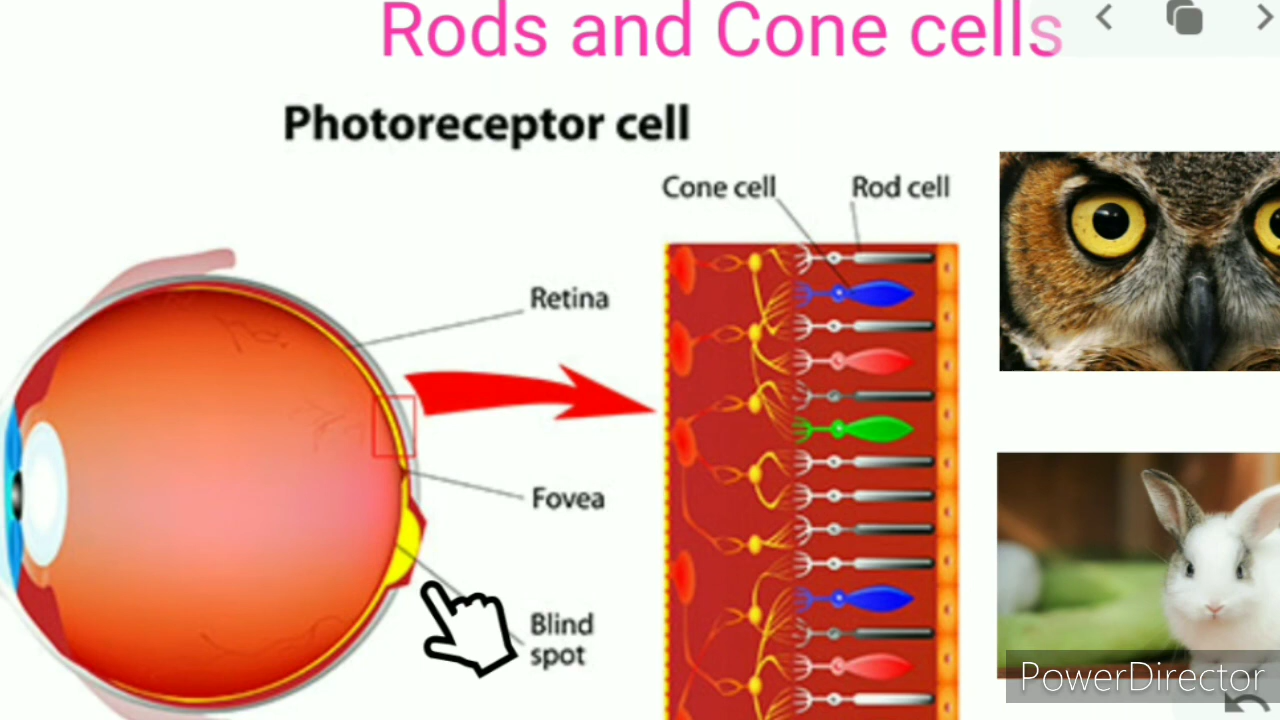 Rods and Cone cells
Photoreceptor cell
Cone cell
Rod cell
Retina
Fovea
Blind
spot
PowerDirector